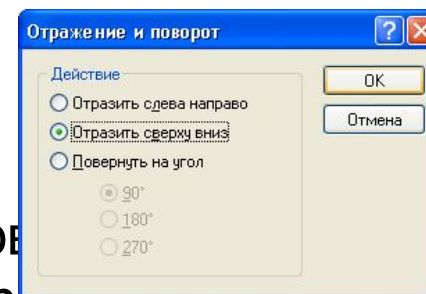 Отражение и поворот
Действие
Отразить слева направо
Отразить сверху вниз
Повернуть на угол
90°
180°
270°
OK
Отмена